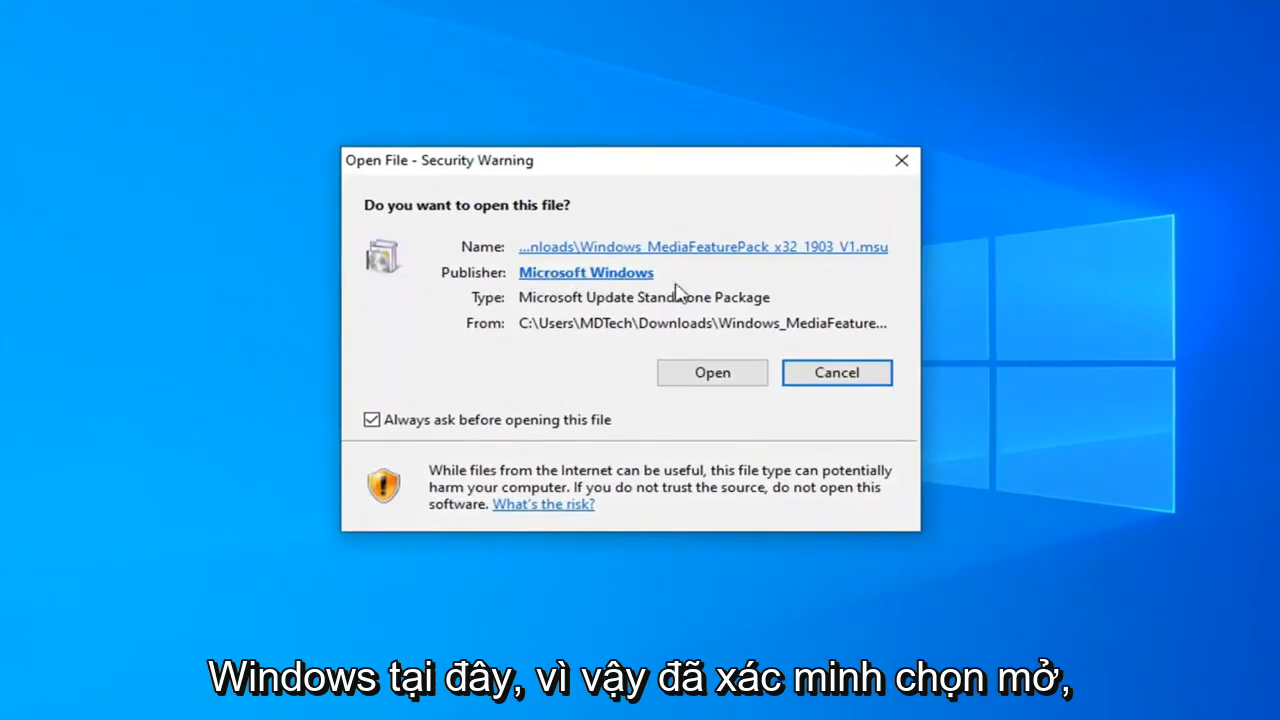 Open File - Security Warning
Do you want to open this file?
Name: ...nloads\Windows_MediaFeaturePack_x32_1903_V1.msu
Publisher: Microsoft Windows
Type: Microsoft Update Standalone Package
From: C:\Users\MDTech\Downloads\Windows_MediaFeature...
Open Cancel
Always ask before opening this file
While files from the Internet can be useful, this file type can potentially
harm your computer. If you do not trust the source, do not open this
software. What's the risk?
Windows tại đây, vì vậy đã xác minh chọn mở,